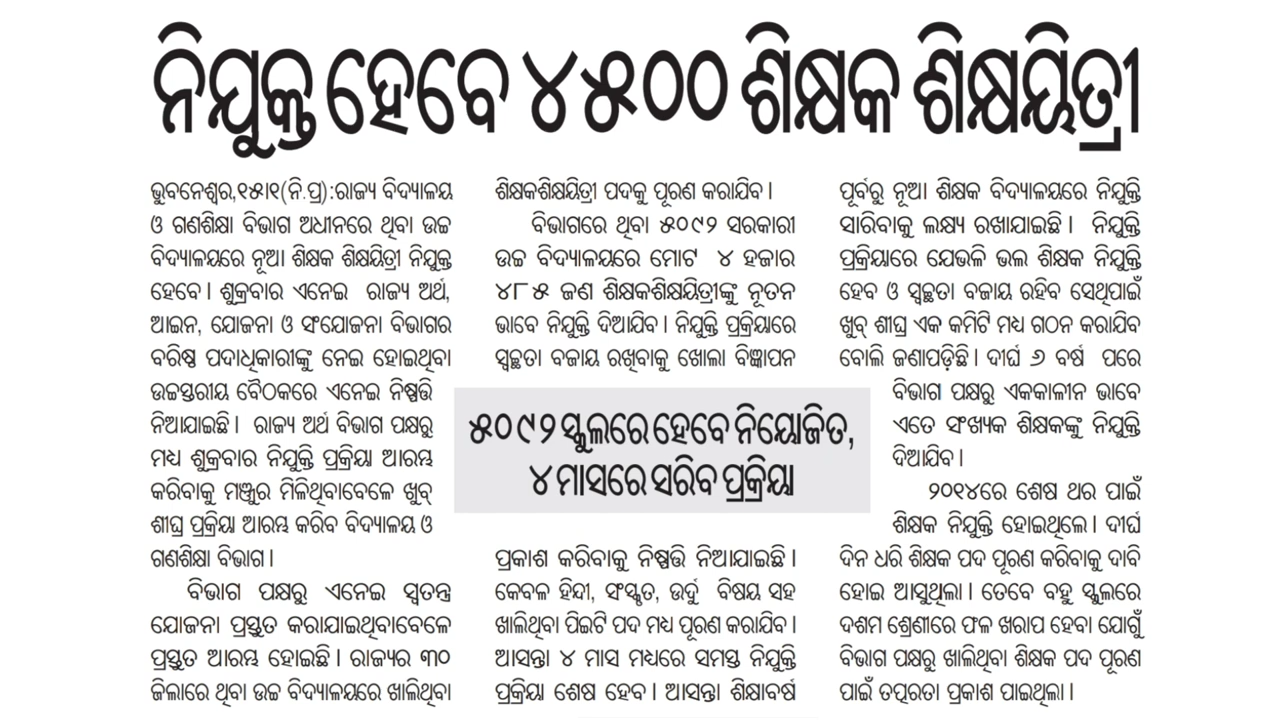 ନିଯୁକ୍ତ ହେବେ ୪୫୦୦ ଶିକ୍ଷକ ଶିକ୍ଷୟିତ୍ରୀ
ଭୁବନେଶ୍ୱର,୧୫ା୧(ନି.ପ୍ର):ରାଜ୍ୟ ବିଦ୍ୟାଳୟ
ଓ ଗଣଶିକ୍ଷା ବିଭାଗ ଅଧୀନରେ ଥିବା ଉଚ୍ଚ
ବିଦ୍ୟାଳୟରେ ନୂଆ ଶିକ୍ଷକ ଶିକ୍ଷୟିତ୍ରୀ ନିଯୁକ୍ତ
ହେବେ। ଶୁକ୍ରବାର ଏନେଇ ରାଜ୍ୟ ଅର୍ଥ,
ଆଇନ, ଯୋଜନା ଓ ସଂଯୋଜନା ବିଭାଗର
ବରିଷ୍ଠ ପଦାଧିକାରୀଙ୍କୁ ନେଇ ହୋଇଥିବା
ଉଚ୍ଚସ୍ତରୀୟ ବୈଠକରେ ଏନେଇ ନିଷ୍ପତ୍ତି
ନିଆଯାଇଛି। ରାଜ୍ୟ ଅର୍ଥ ବିଭାଗ ପକ୍ଷରୁ
ମଧ୍ୟ ଶୁକ୍ରବାର ନିଯୁକ୍ତି ପ୍ରକ୍ରିୟା ଆରମ୍ଭ
କରିବାକୁ ମଞ୍ଜୁର ମିଳିଥିବାବେଳେ ଖୁବ୍
ଶୀଘ୍ର ପ୍ରକ୍ରିୟା ଆରମ୍ଭ କରିବ ବିଦ୍ୟାଳୟ ଓ
ଗଣଶିକ୍ଷା ବିଭାଗ।
ବିଭାଗ ପକ୍ଷରୁ ଏନେଇ ସ୍ୱତନ୍ତ୍ର
ଯୋଜନା ପ୍ରସ୍ତୁତ କରାଯାଇଥିବାବେଳେ
ପ୍ରସ୍ତୁତ ଆରମ୍ଭ ହୋଇଛି। ରାଜ୍ୟର ୩୦
ଜିଲାରେ ଥିବା ଉଚ୍ଚ ବିଦ୍ୟାଳୟରେ ଖାଲିଥିବା
ଶିକ୍ଷକଶିକ୍ଷୟିତ୍ରୀ ପଦକୁ ପୂରଣ କରାଯିବ।
ବିଭାଗରେ ଥିବା ୫୦୯୨ ସରକାରୀ
ଉଚ୍ଚ ବିଦ୍ୟାଳୟରେ ମୋଟ ୪ ହଜାର
୪୮୫ ଜଣ ଶିକ୍ଷକଶିକ୍ଷୟିତ୍ରୀଙ୍କୁ ନୂତନ
ଭାବେ ନିଯୁକ୍ତି ଦିଆଯିବ। ନିଯୁକ୍ତି ପ୍ରକ୍ରିୟାରେ
ସ୍ୱଚ୍ଛତା ବଜାୟ ରଖିବାକୁ ଖୋଲା ବିଜ୍ଞାପନ
୫୦୯୨ ସ୍କୁଲରେ ହେବେ ନିୟୋଜିତ,
୪ ମାସରେ ସରିବ ପ୍ରକ୍ରିୟା
ପ୍ରକାଶ କରିବାକୁ ନିଷ୍ପତ୍ତି ନିଆଯାଇଛି।
କେବଳ ହିନ୍ଦୀ, ସଂସ୍କୃତ, ଉର୍ଦ୍ଦୁ ବିଷୟ ସହ
ଖାଲିଥିବା ପିଇଟି ପଦ ମଧ୍ୟ ପୂରଣ କରାଯିବ।
ଆସନ୍ତା ୪ ମାସ ମଧ୍ୟରେ ସମସ୍ତ ନିଯୁକ୍ତି
ପ୍ରକ୍ରିୟା ଶେଷ ହେବ। ଆସନ୍ତା ଶିକ୍ଷାବର୍ଷ
ପୂର୍ବରୁ ନୂଆ ଶିକ୍ଷକ ବିଦ୍ୟାଳୟରେ ନିଯୁକ୍ତି
ସାରିବାକୁ ଲକ୍ଷ୍ୟ ରଖାଯାଇଛି। ନିଯୁକ୍ତି
ପ୍ରକ୍ରିୟାରେ ଯେଭଳି ଭଲ ଶିକ୍ଷକ ନିଯୁକ୍ତି
ହେବ ଓ ସ୍ୱଚ୍ଛତା ବଜାୟ ରହିବ ସେଥିପାଇଁ
ଖୁବ୍ ଶୀଘ୍ର ଏକ କମିଟି ମଧ୍ୟ ଗଠନ କରାଯିବ
ବୋଲି ଜଣାପଡ଼ିଛି। ଦୀର୍ଘ ୬ ବର୍ଷ ପରେ
ବିଭାଗ ପକ୍ଷରୁ ଏକକାଳୀନ ଭାବେ
ଏତେ ସଂଖ୍ୟକ ଶିକ୍ଷକଙ୍କୁ ନିଯୁକ୍ତି
ଦିଆଯିବ।
୨୦୧୪ରେ ଶେଷ ଥର ପାଇଁ
ଶିକ୍ଷକ ନିଯୁକ୍ତି ହୋଇଥିଲେ। ଦୀର୍ଘ
ଦିନ ଧରି ଶିକ୍ଷକ ପଦ ପୂରଣ କରିବାକୁ ଦାବି
ହୋଇ ଆସୁଥିଲା। ତେବେ ବହୁ ସ୍କୁଲରେ
ଦଶମ ଶ୍ରେଣୀରେ ଫଳ ଖରାପ ହେବା ଯୋଗୁଁ
ବିଭାଗ ପକ୍ଷରୁ ଖାଲିଥିବା ଶିକ୍ଷକ ପଦ ପୂରଣ
ପାଇଁ ତତ୍ପରତା ପ୍ରକାଶ ପାଇଥିଲା।